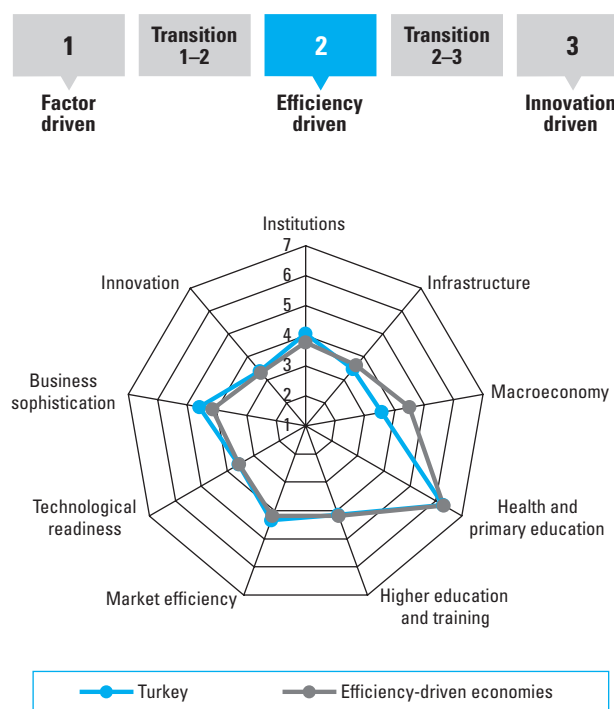 1
Transition
1–2
2
Transition
2–3
3
Factor
driven
Efficiency
driven
Innovation
driven
Institutions
7
6
5
4
3
2
1
Innovation
Infrastructure
Business
sophistication
Macroeconomy
Technological
readiness
Health and
primary education
Market efficiency
Higher education
and training
Turkey
Efficiency-driven economies